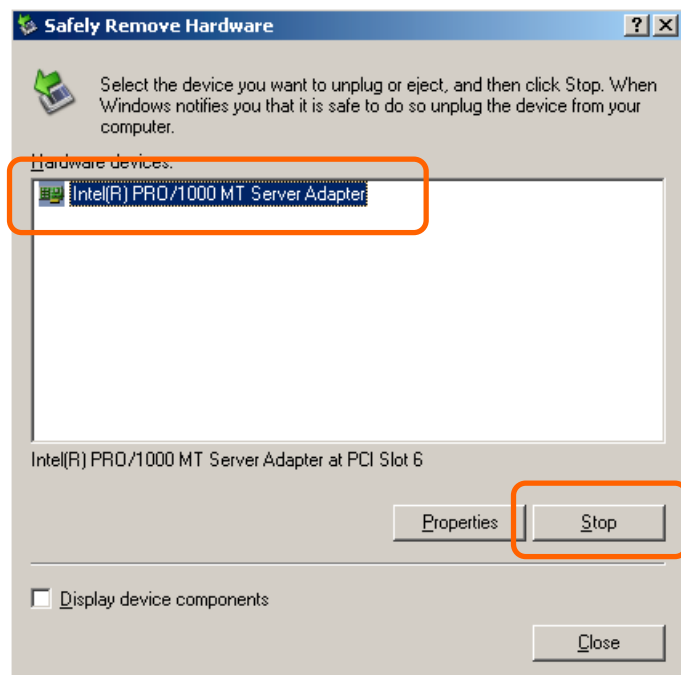 Safely Remove Hardware
Select the device you want to unplug or eject, and then click Stop. When
Windows notifies you that it is safe to do so unplug the device from your
computer.
Hardware devices:
Intel(R) PRO/1000 MT Server Adapter
Intel(R) PRO/1000 MT Server Adapter at PCI Slot 6
Properties
Stop
Display device components
Close